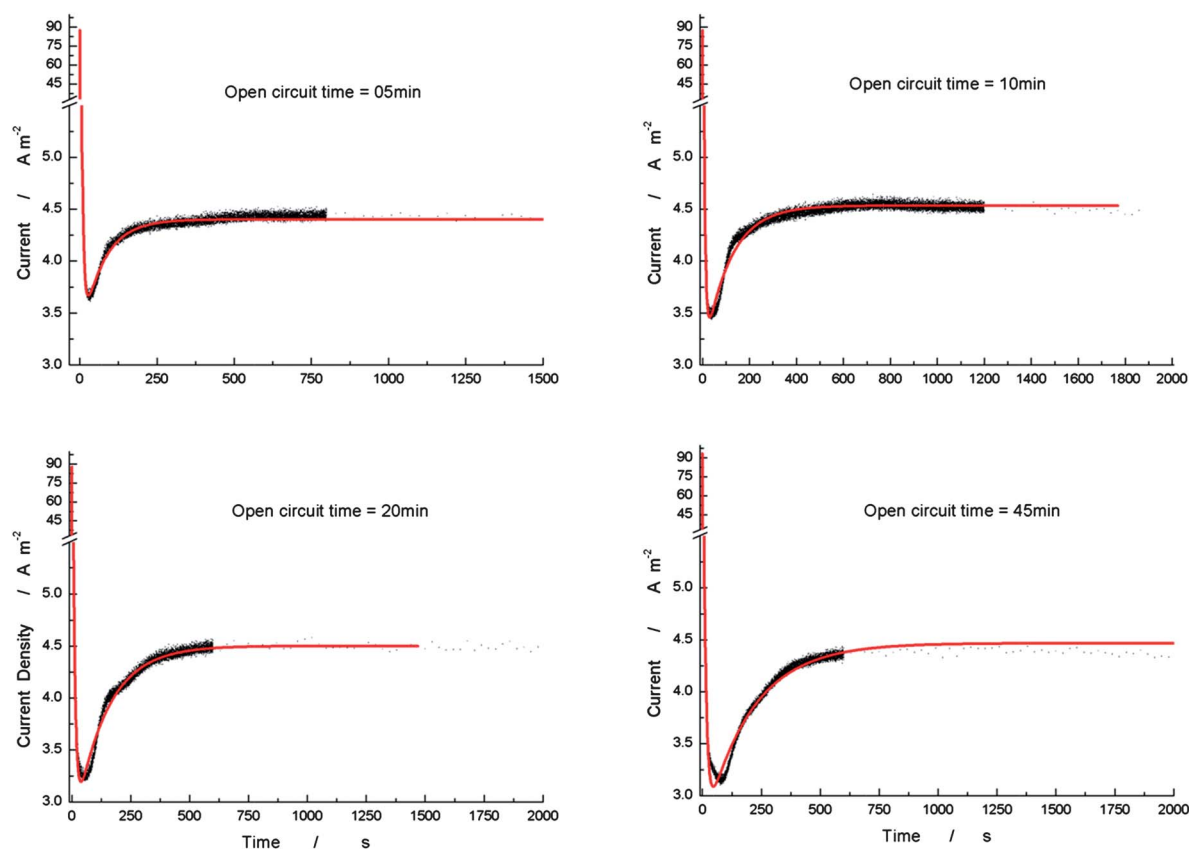 90
75
60
45
5.0
4.5
4.0
3.5
3.0
Current / A m-2
Open circuit time = 05min
0 250 500 750 1000 1250 1500
90
75
60
45
5.0
4.5
4.0
3.5
3.0
Current / A m-2
Open circuit time = 10min
0 200 400 600 800 1000 1200 1400 1600 1800 2000
90
75
60
45
5.0
4.5
4.0
3.5
3.0
Current Density / A m-2
Open circuit time = 20min
0 250 500 750 1000 1250 1500 1750 2000
Time / s
90
75
60
45
5.0
4.5
4.0
3.5
3.0
Current / A m-2
Open circuit time = 45min
0 250 500 750 1000 1250 1500 1750 2000
Time / s